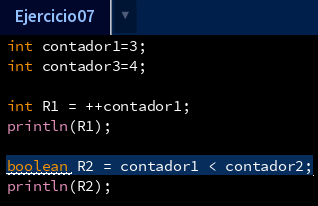 Ejercicio07
int contador1=3;
int contador3=4;
int R1 = ++contador1;
println(R1);
boolean R2 = contador1 < contador2;
println(R2);